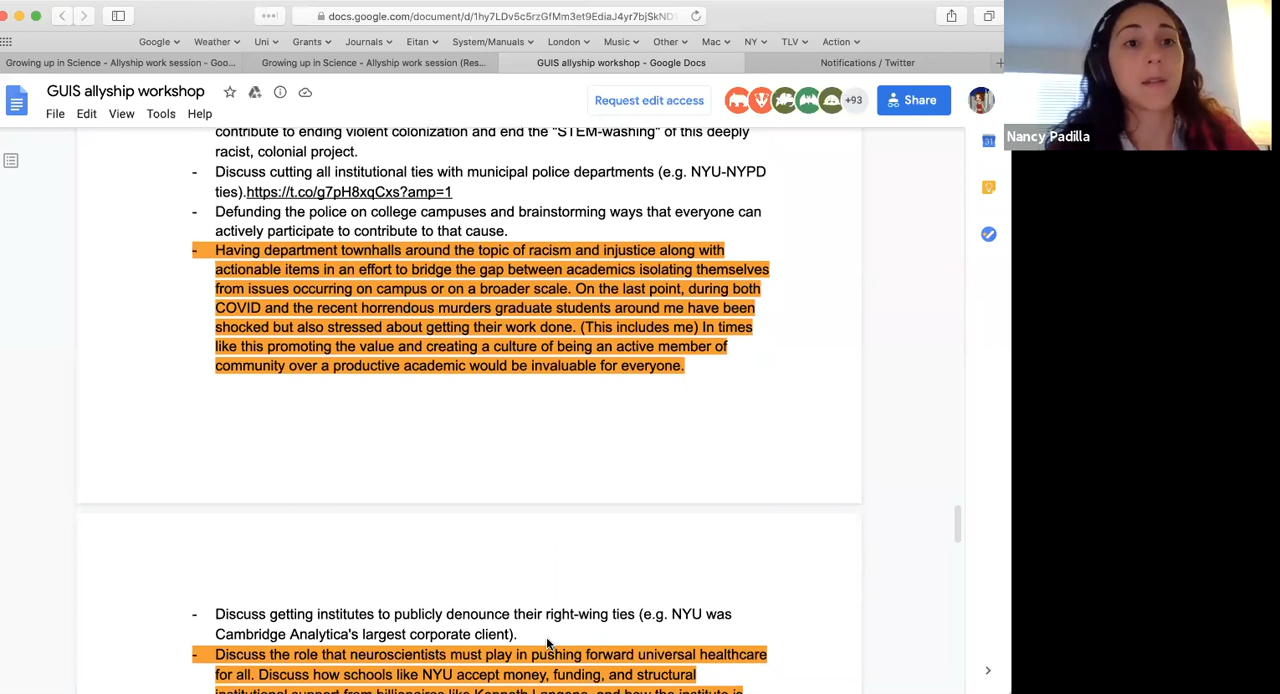 docs.google.com/document/d/1hy7LDv5c5rzGfMm3et9EdiaJ4yr7bjSkND
Google Weather Uni Grants Journals Eitan System/Manuals London Music Other Mac NY TLV Action
Growing up in Science - Allyship work session - Goo... Growing up in Science - Allyship work session (Res... GUIS allyship workshop - Google Docs Notifications / Twitter
GUIS allyship workshop
File Edit View Tools Help
Request edit access
+93
Share
Nancy Padilla
contribute to ending violent colonization and end the "STEM-washing" of this deeply
racist, colonial project.
- Discuss cutting all institutional ties with municipal police departments (e.g. NYU-NYPD
ties).https://t.co/g7pH8xqCxs?amp=1
- Defunding the police on college campuses and brainstorming ways that everyone can
actively participate to contribute to that cause.
- Having department townhalls around the topic of racism and injustice along with
actionable items in an effort to bridge the gap between academics isolating themselves
from issues occurring on campus or on a broader scale. On the last point, during both
COVID and the recent horrendous murders graduate students around me have been
shocked but also stressed about getting their work done. (This includes me) In times
like this promoting the value and creating a culture of being an active member of
community over a productive academic would be invaluable for everyone.
- Discuss getting institutes to publicly denounce their right-wing ties (e.g. NYU was
Cambridge Analytica's largest corporate client).
- Discuss the role that neuroscientists must play in pushing forward universal healthcare
for all. Discuss how schools like NYU accept money, funding, and structural
institutional support from billionaires like Kenneth Langone, and how the institute is